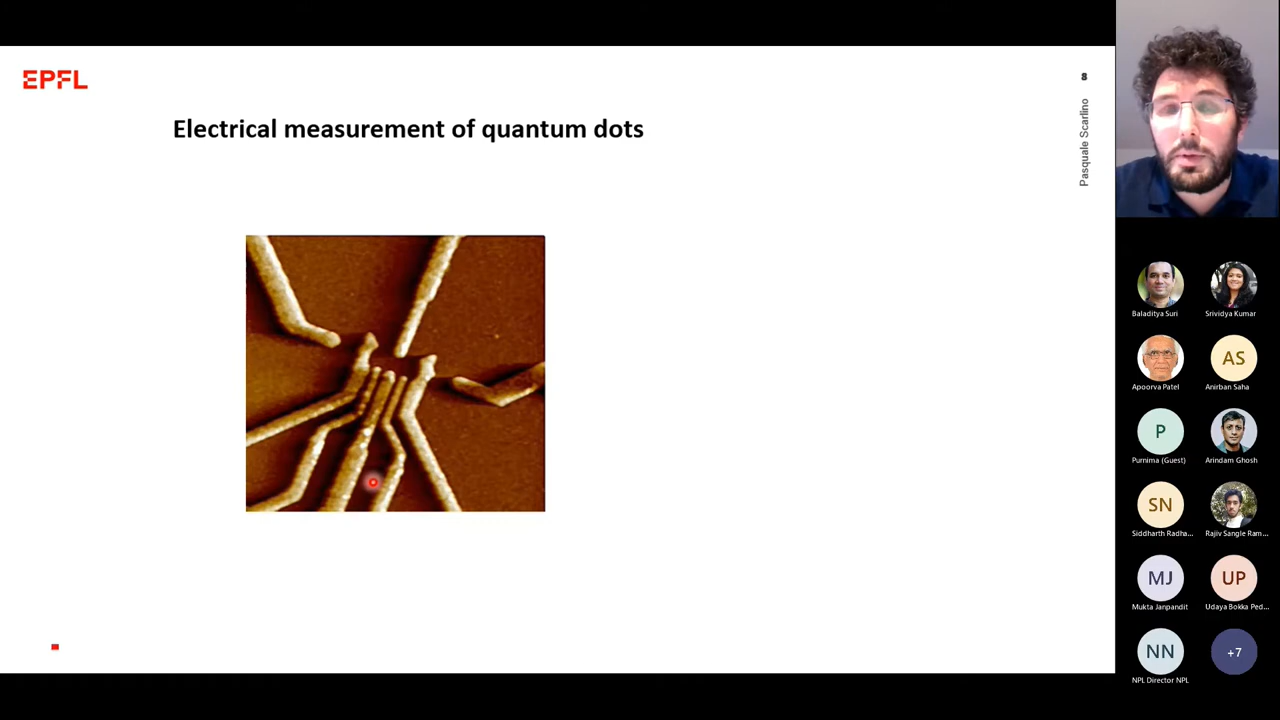 EPFL
Electrical measurement of quantum dots
8
Pasquale Scarlino
Baladitya Suri
Srividya Kumar
Apoorva Patel
AS
Anirban Saha
P
Purnima (Guest)
Arindam Ghosh
SN
Siddharth Radha...
Rajiv Sangle Ram...
MJ
Mukta Janpandit
UP
Udaya Bokka Ped...
NN
NPL Director NPL
+7